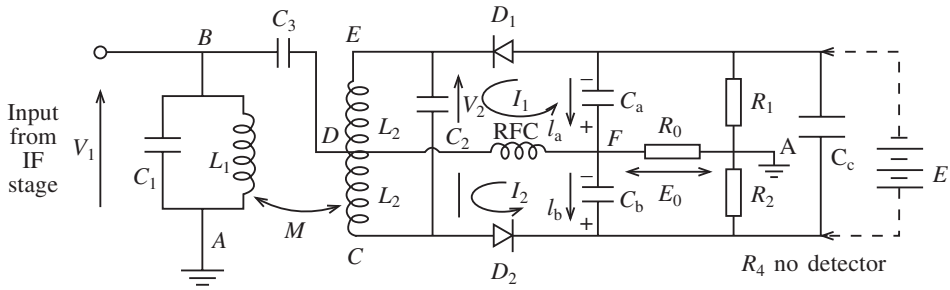 C3
B
E
D1
Input
from
IF
stage
V1
C1
L1
M
A
D
L2
L2
C
V2
C2
I1
la
RFC
−
Ca
+
F
R0
E0
R1
A
R2
Cc
E
I2
lb
−
Cb
+
D2
R4 no detector